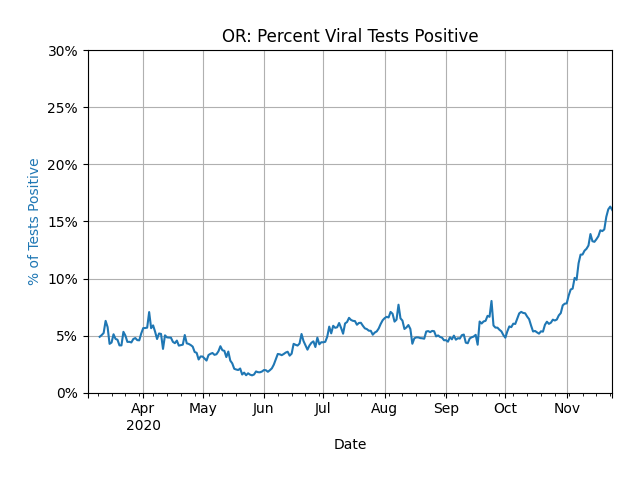 OR: Percent Viral Tests Positive
30%
25%
20%
15%
10%
5%
0%
% of Tests Positive
Apr May Jun Jul Aug Sep Oct Nov
2020
Date